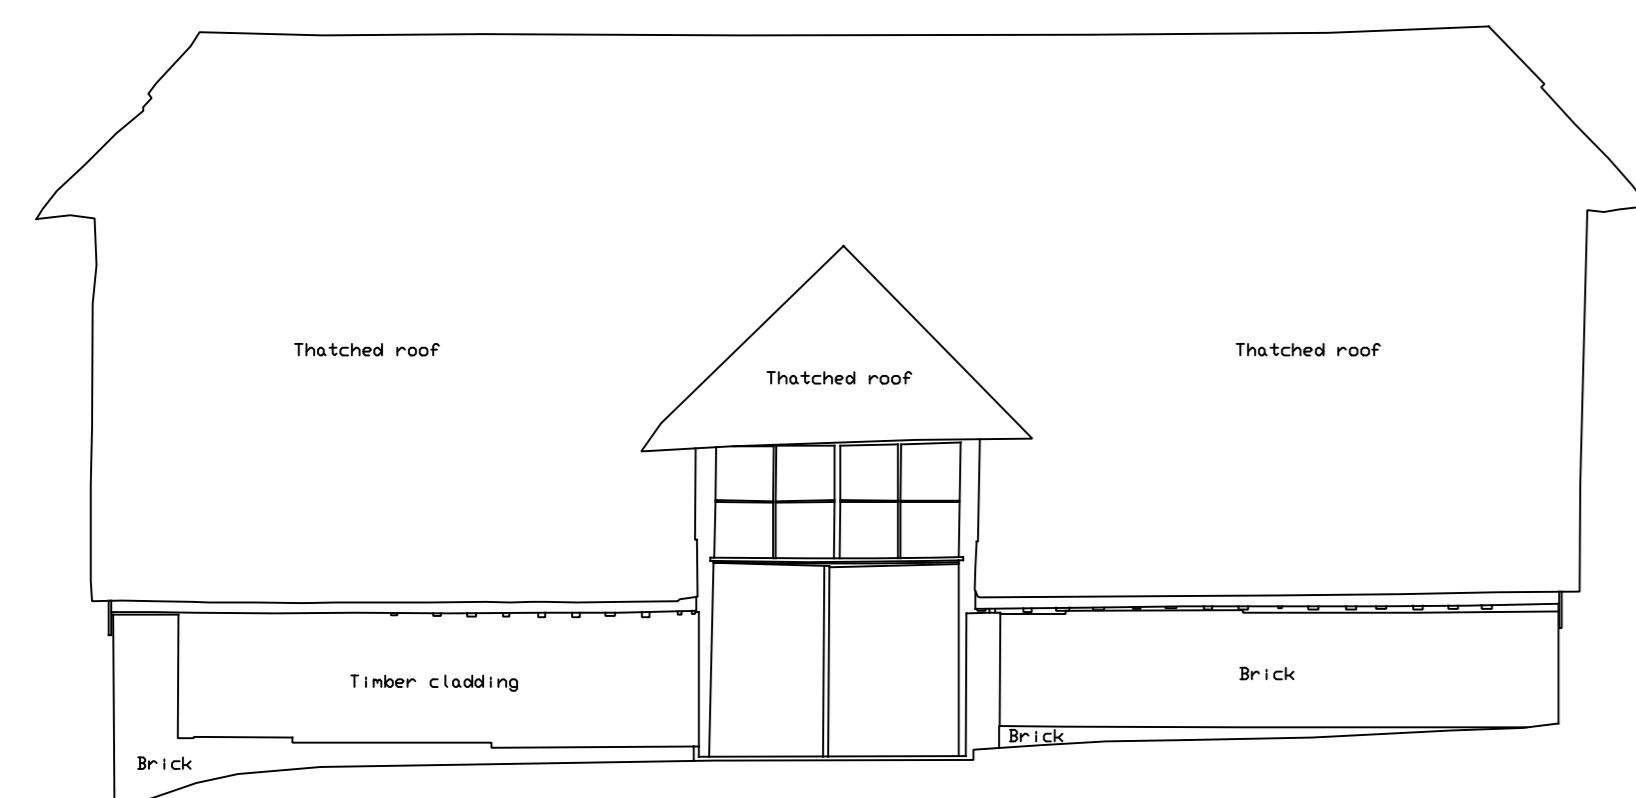 Thatched roof
Thatched roof
Thatched roof
Timber cladding
Brick
Brick
Brick